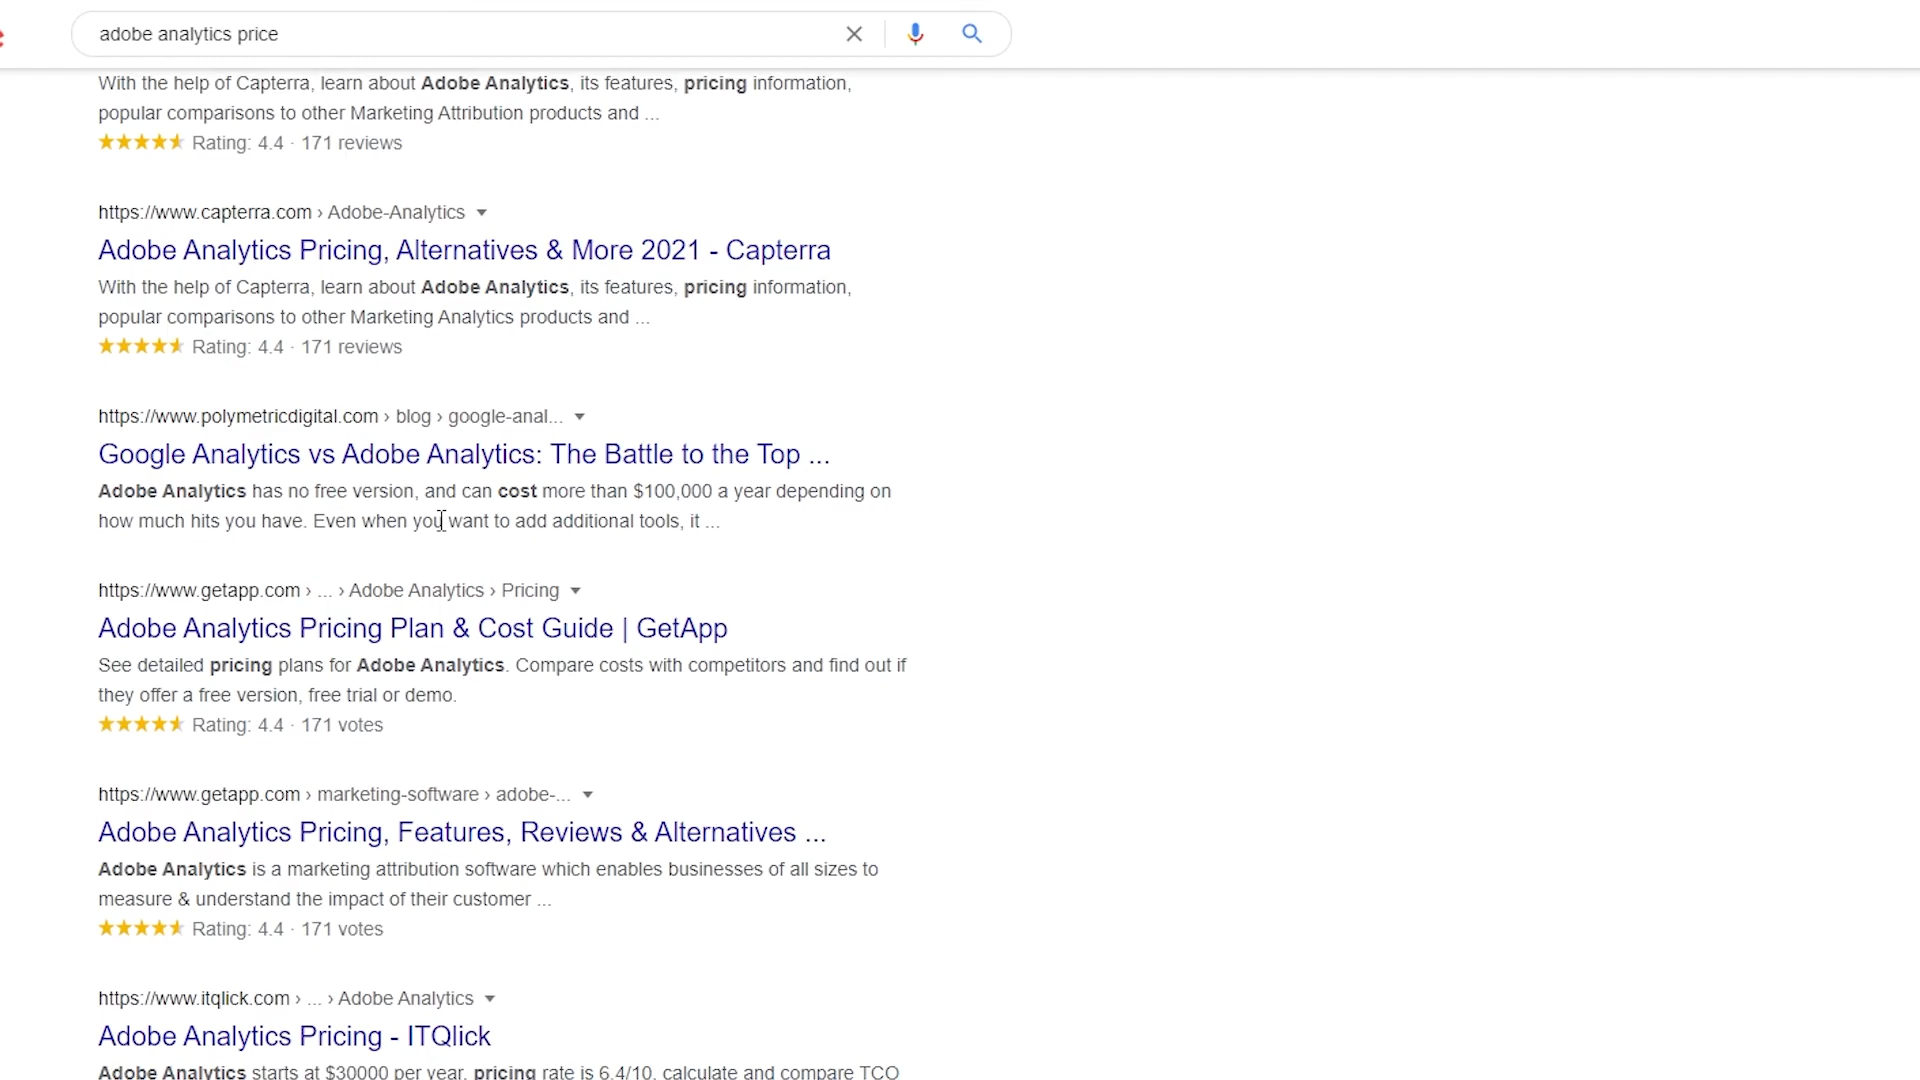 adobe analytics price
With the help of Capterra, learn about Adobe Analytics, its features, pricing information,
popular comparisons to other Marketing Attribution products and ...
Rating: 4.4 · 171 reviews
https://www.capterra.com › Adobe-Analytics
Adobe Analytics Pricing, Alternatives & More 2021 - Capterra
With the help of Capterra, learn about Adobe Analytics, its features, pricing information,
popular comparisons to other Marketing Analytics products and ...
Rating: 4.4 · 171 reviews
https://www.polymetricdigital.com › blog › google-anal...
Google Analytics vs Adobe Analytics: The Battle to the Top ...
Adobe Analytics has no free version, and can cost more than $100,000 a year depending on
how much hits you have. Even when you want to add additional tools, it ...
https://www.getapp.com › ... › Adobe Analytics › Pricing
Adobe Analytics Pricing Plan & Cost Guide | GetApp
See detailed pricing plans for Adobe Analytics. Compare costs with competitors and find out if
they offer a free version, free trial or demo.
Rating: 4.4 · 171 votes
https://www.getapp.com › marketing-software › adobe-...
Adobe Analytics Pricing, Features, Reviews & Alternatives ...
Adobe Analytics is a marketing attribution software which enables businesses of all sizes to
measure & understand the impact of their customer ...
Rating: 4.4 · 171 votes
https://www.itqlick.com › ... › Adobe Analytics
Adobe Analytics Pricing - ITQlick
Adobe Analytics starts at $30000 per year, pricing rate is 6.4/10, calculate and compare TCO